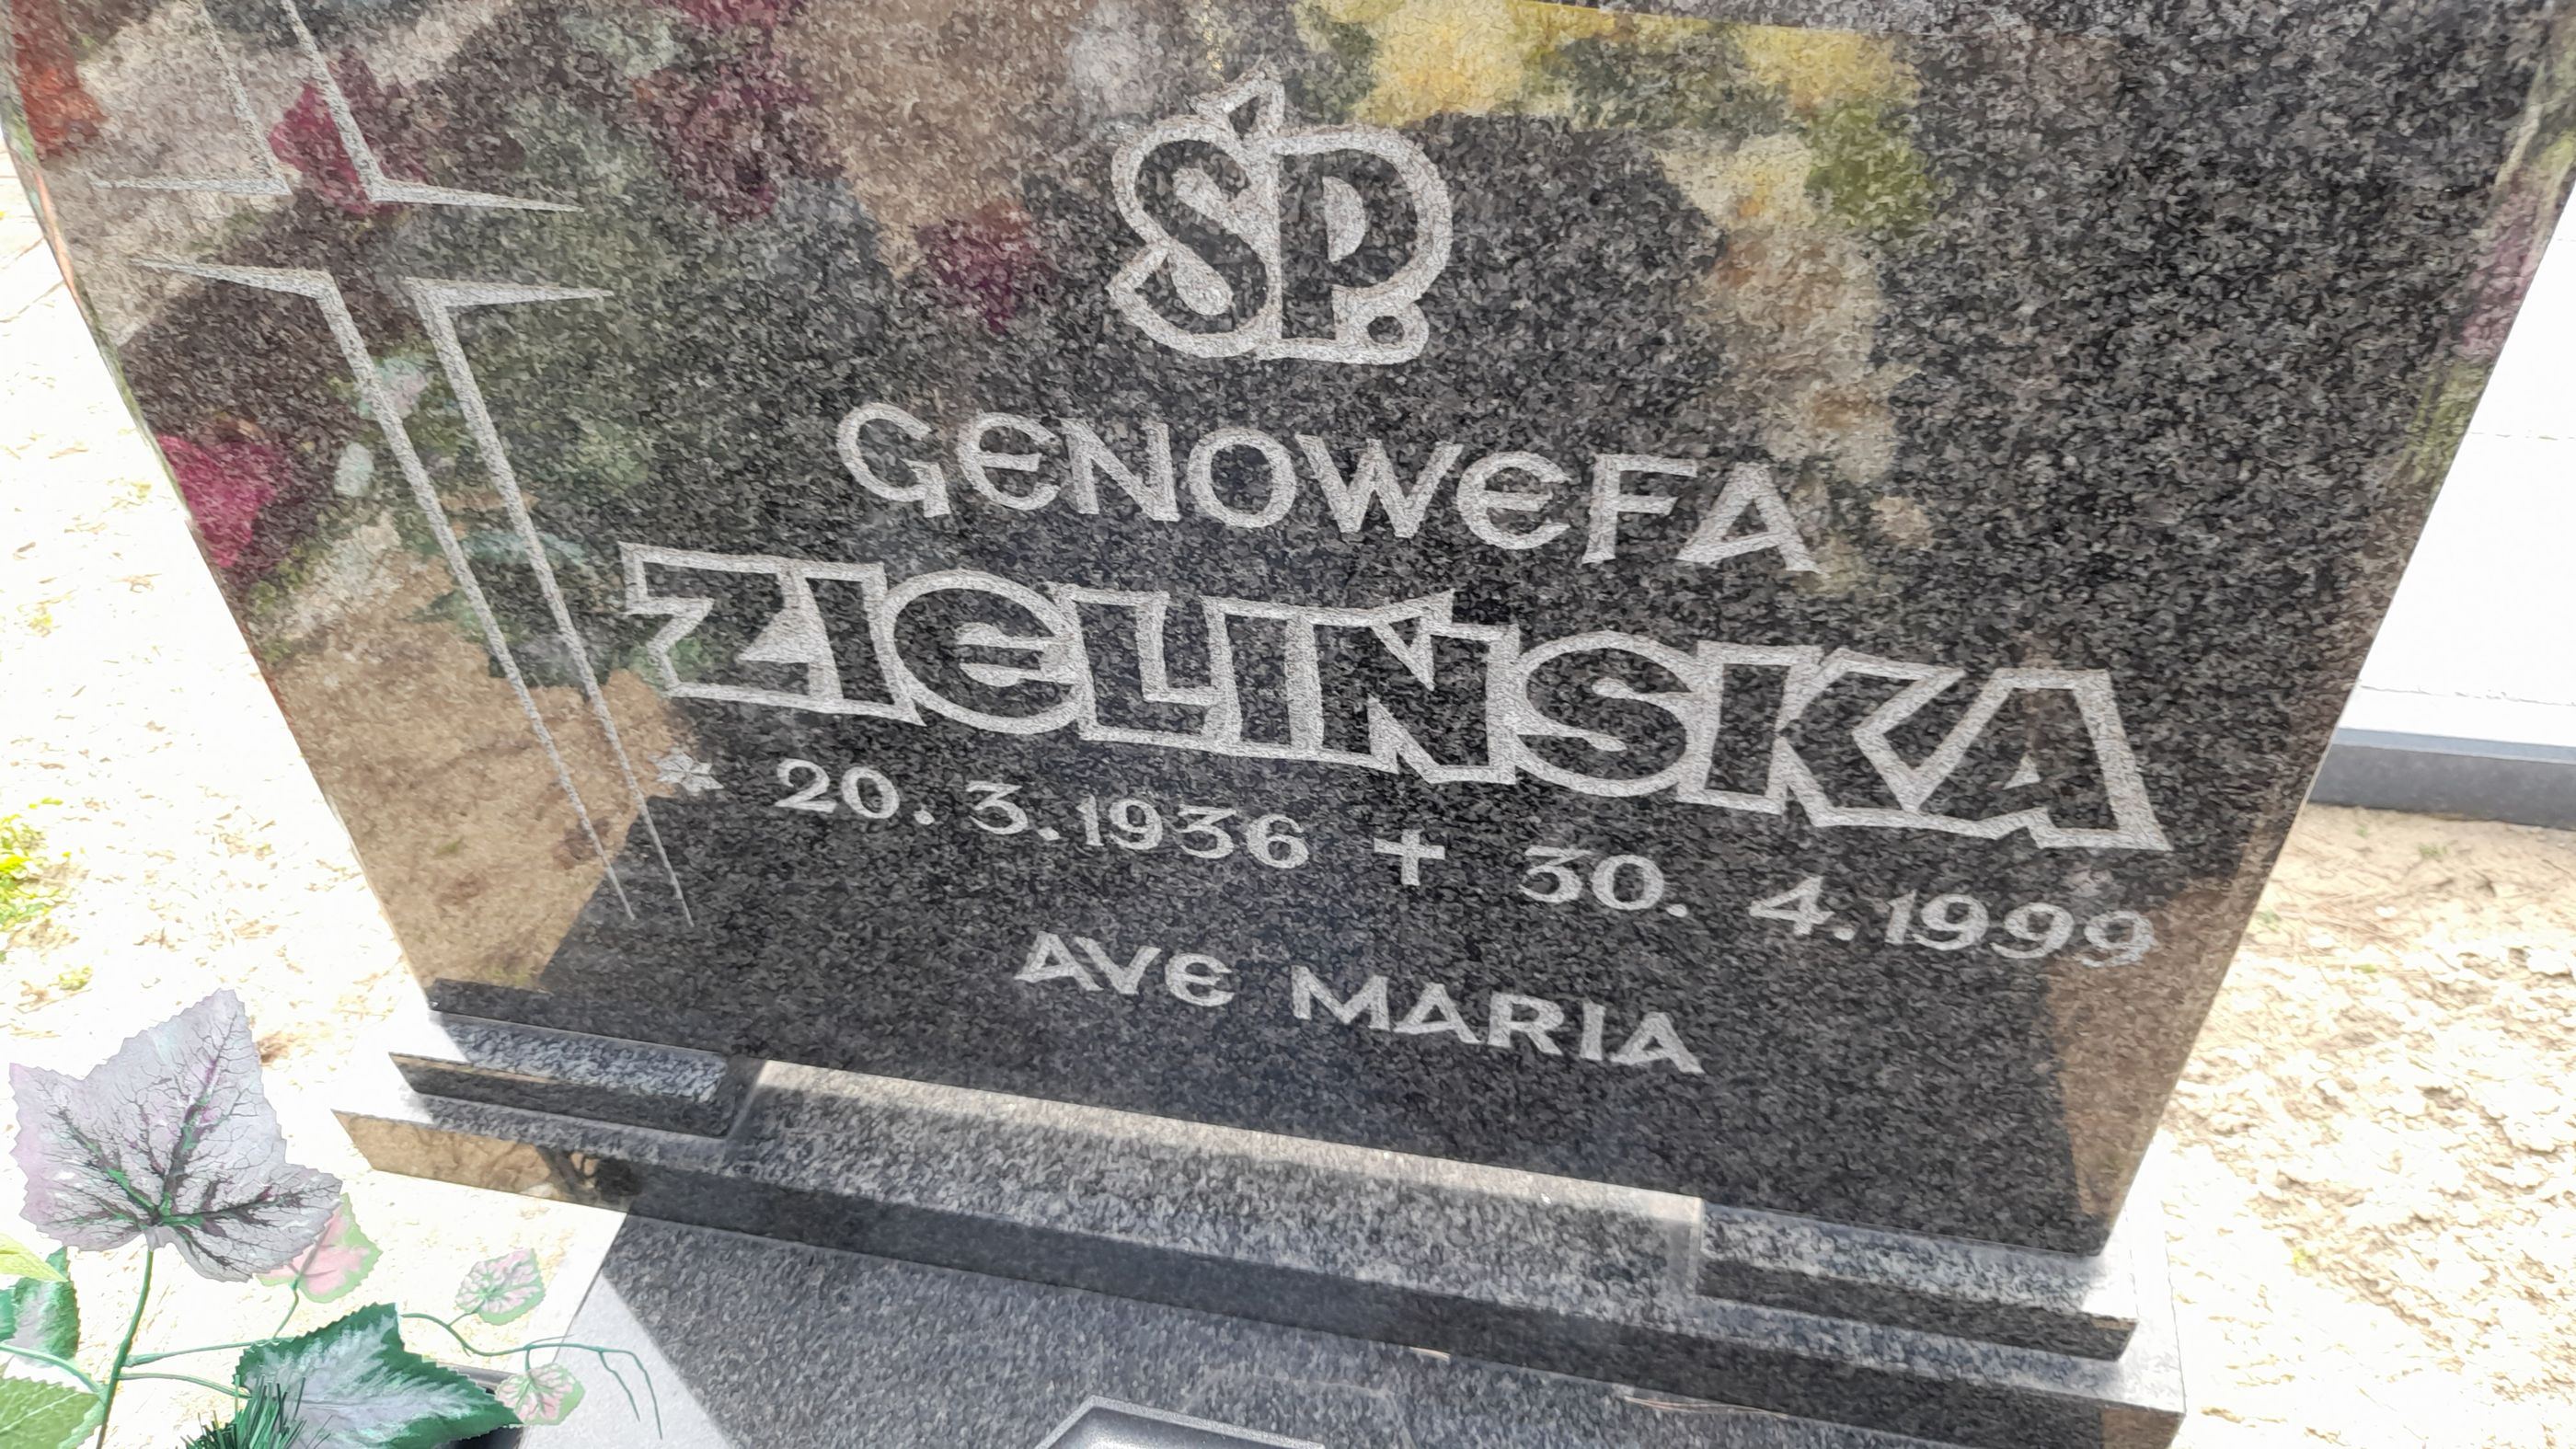 ŚP.
GENOWEFA
ZIELIŃSKA
* 20. 3. 1936 + 30. 4. 1999
AVE MARIA